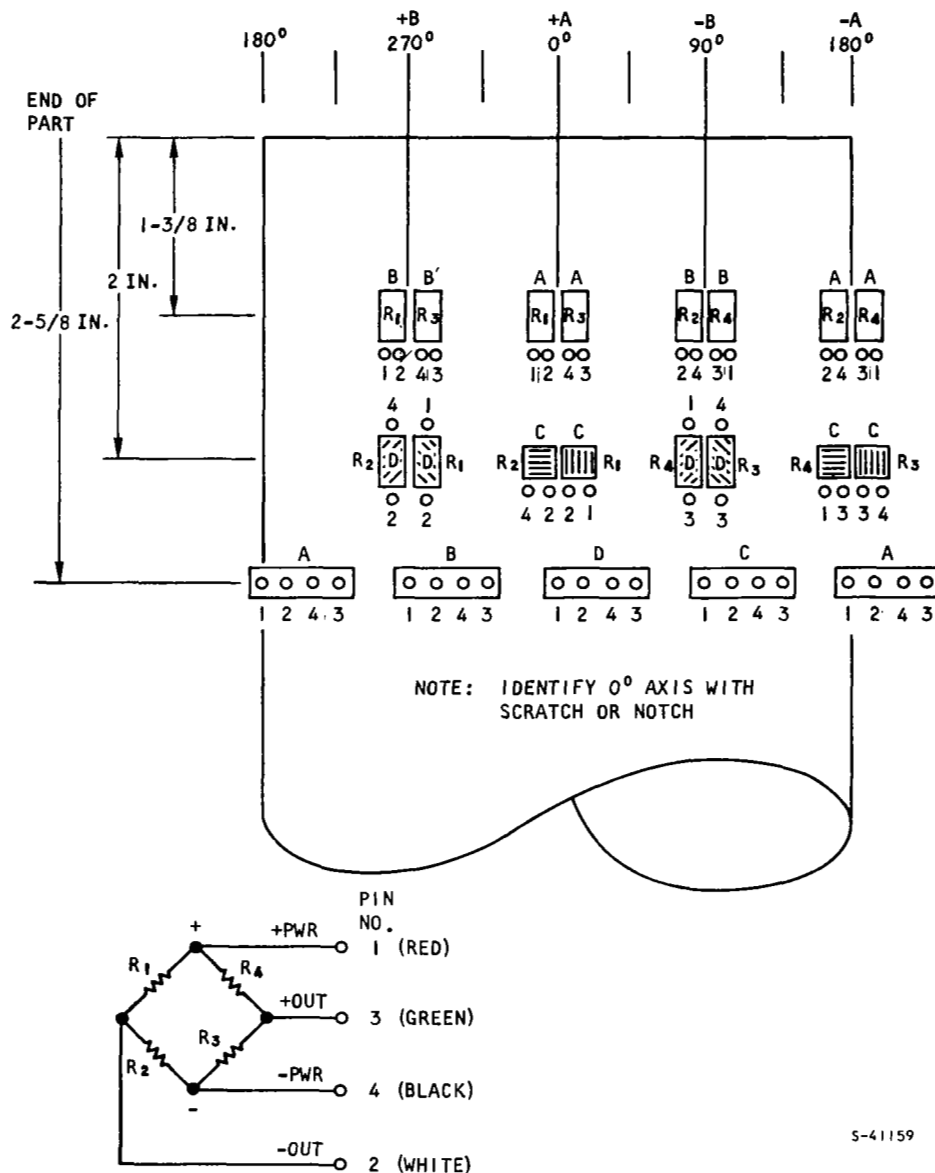 +B +A -B -A
180° 270° 0° 90° 180°
END OF
PART
1-3/8 IN.
2 IN.
2-5/8 IN.
B B' A A B B A A
R1 R3 R1 R3 R2 R4 R2 R4
1 2 4 3 1 2 4 3 2 4 3 1 2 4 3 1
4 1 C C 1 4 C C
R2 D D R1 R2 R1 R4 D D R3 R4 R3
2 2 4 2 2 1 3 3 1 3 3 4
A B D C A
1 2 4 3 1 2 4 3 1 2 4 3 1 2 4 3 1 2 4 3
NOTE: IDENTIFY 0° AXIS WITH
SCRATCH OR NOTCH
PIN
NO.
+ +PWR 1 (RED)
R1 R4
+OUT 3 (GREEN)
R2 R3
- -PWR 4 (BLACK)
-OUT 2 (WHITE)
S-41159